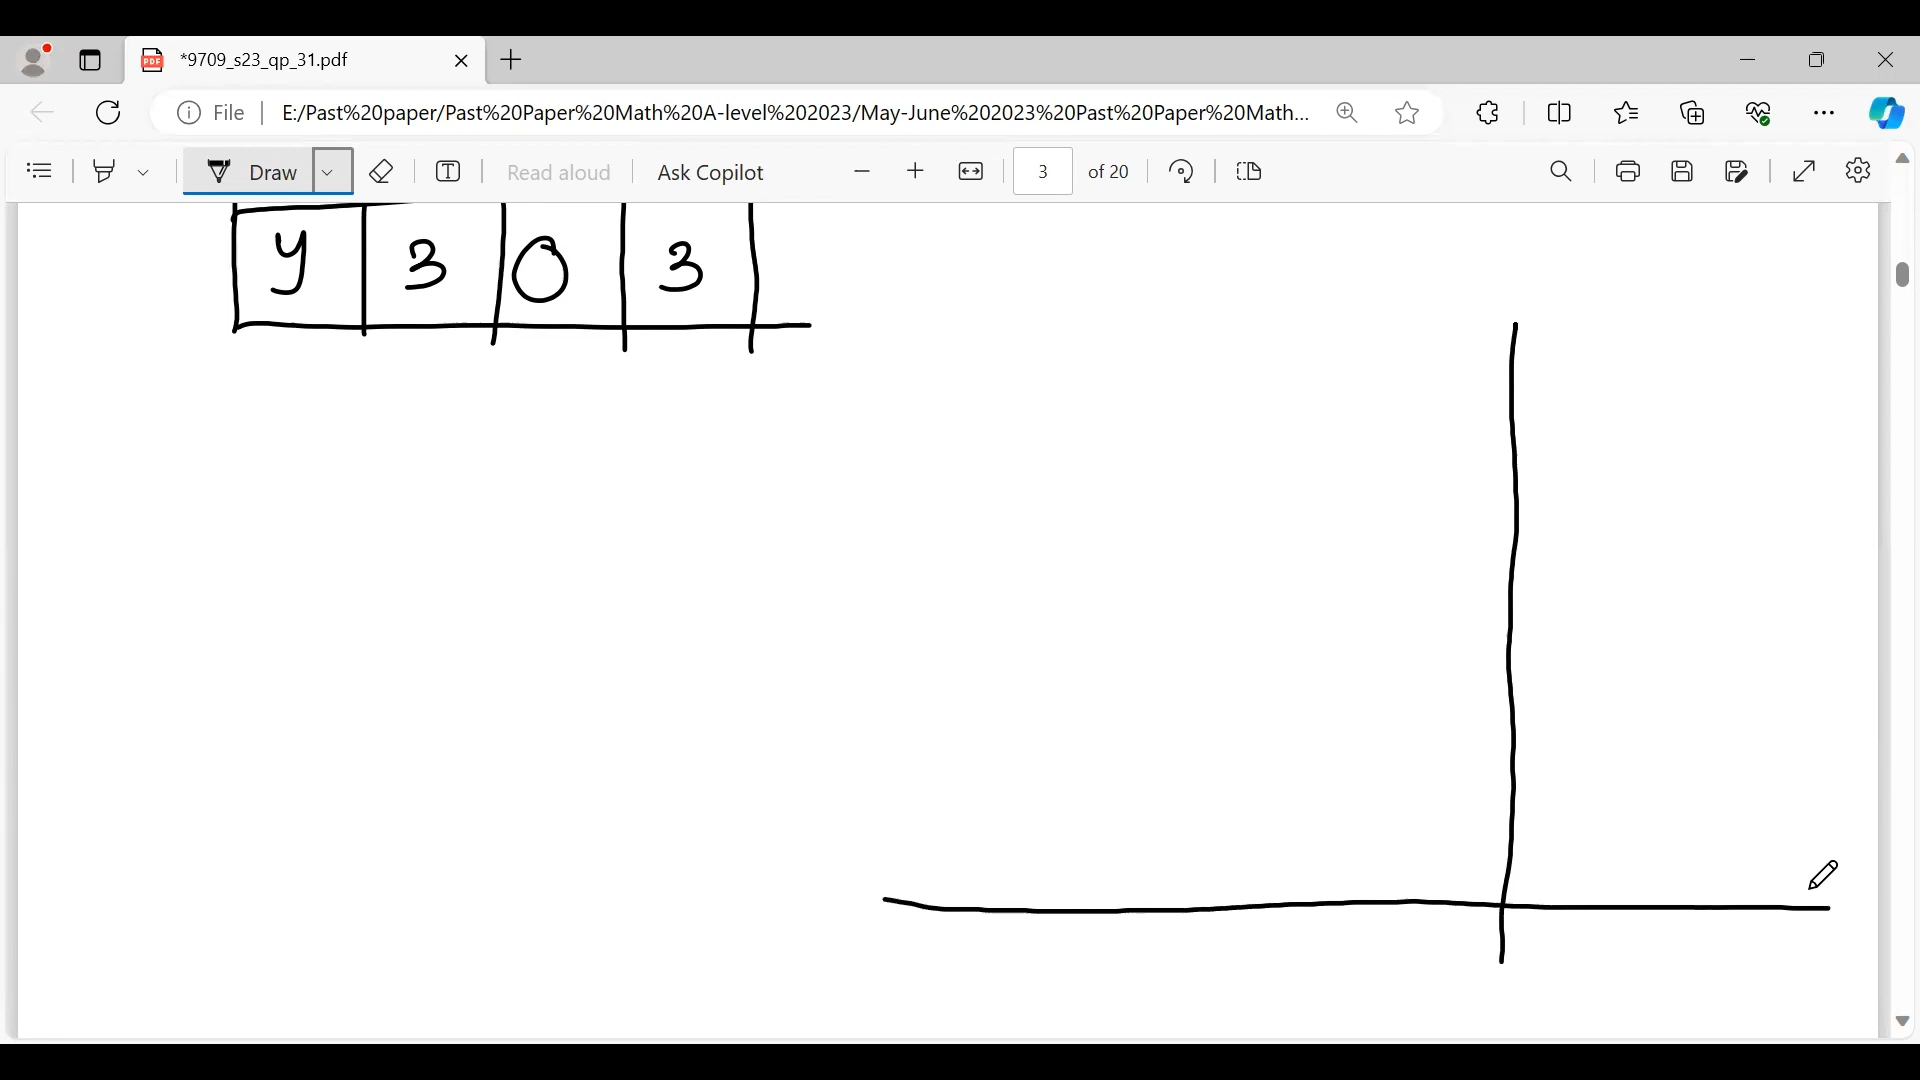 *9709_s23_qp_31.pdf
File
E:/Past%20paper/Past%20Paper%20Math%20A-level%202023/May-June%202023%20Past%20Paper%20Math...
Draw
Read aloud
Ask Copilot
3 of 20
y 3 0 3